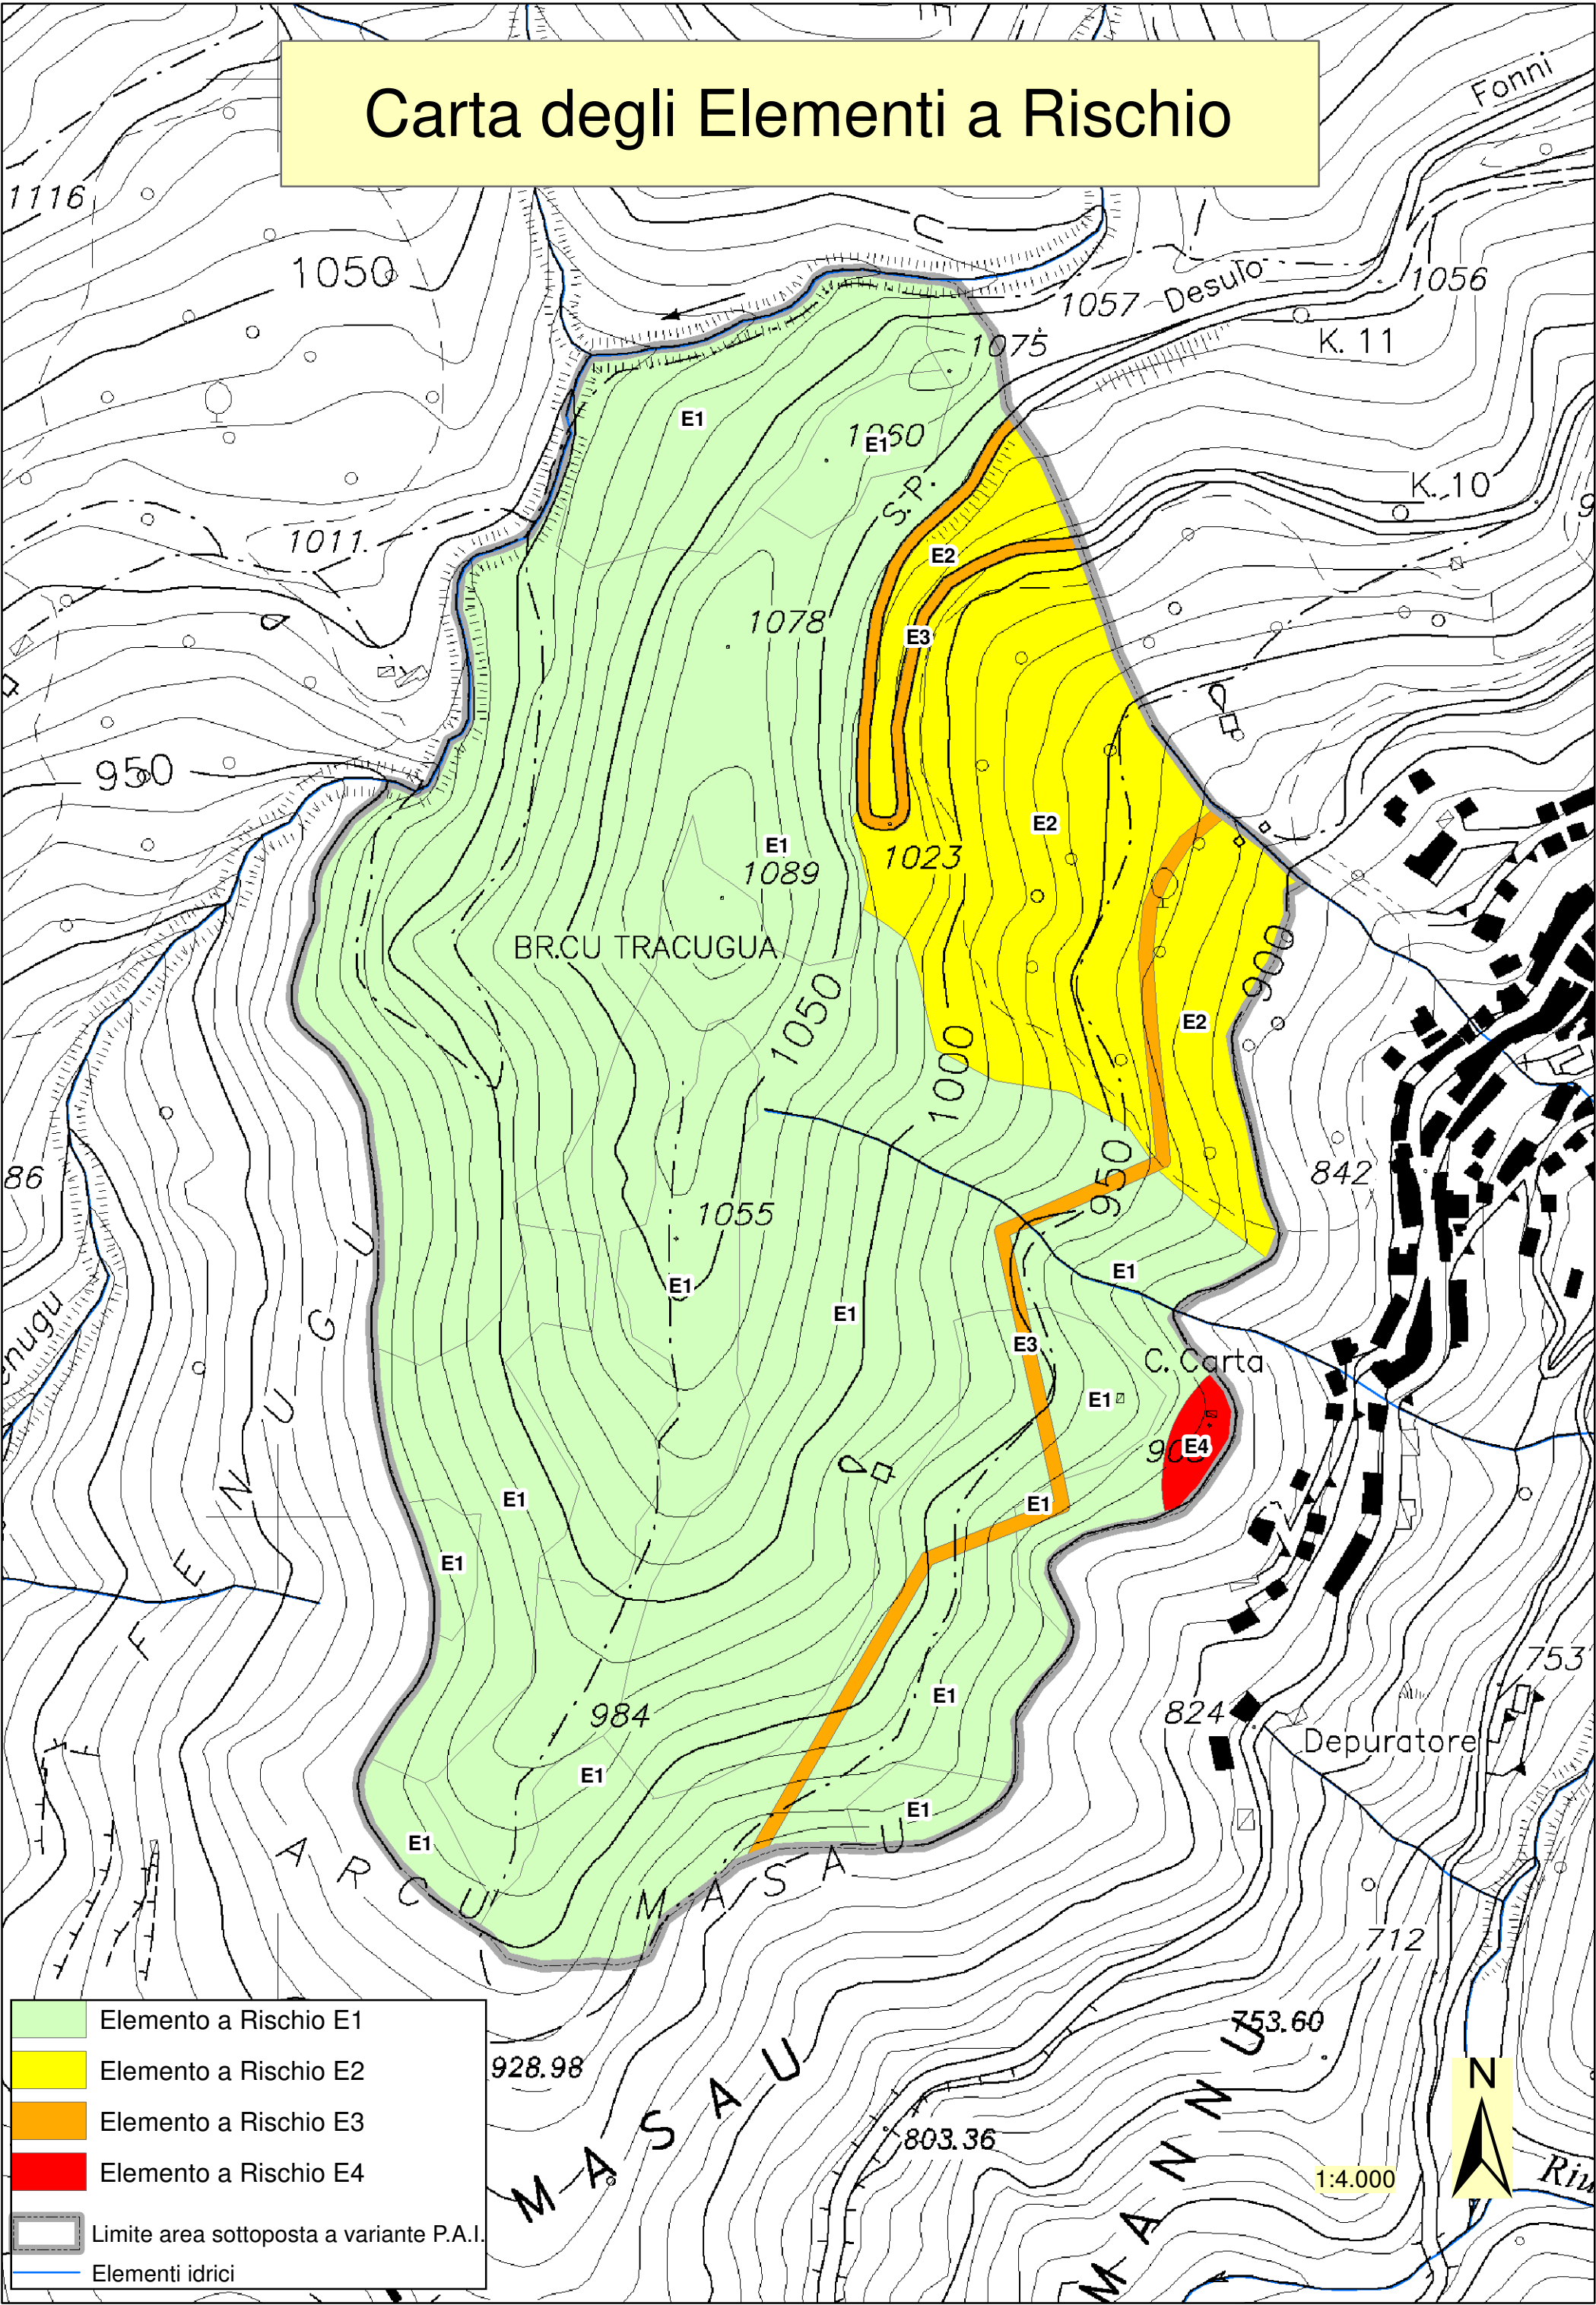 Carta degli Elementi a Rischio
Fonni
1116
1050
1057
Desulo
1056
1075
K. 11
E1
1060
E1
S.P.
K. 10
1011
E2
1078
E3
950
E2
E1
1023
1089
BR.CU TRACUGUA
900
1050
E2
1000
950
86
842
1055
E1
E1
E1
E3
C. Carta
E1
E4
E1
E1
E1
FENUGU
753
E1
984
824
Depuratore
E1
E1
E1
ARCU MASAU
712
Elemento a Rischio E1
753.60
928.98
Elemento a Rischio E2
N
Elemento a Rischio E3
803.36
Elemento a Rischio E4
1:4.000
Riu
MASAU
MANNU
Limite area sottoposta a variante P.A.I.
Elementi idrici